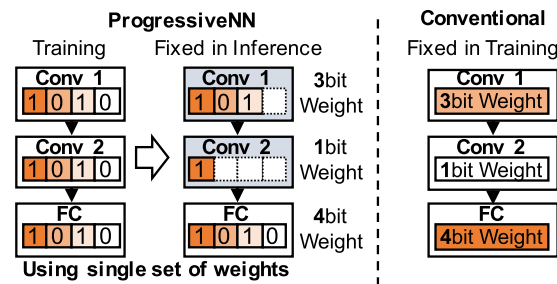 ProgressiveNN
Training
Fixed in Inference
Conv 1
1 0 1 0
Conv 2
1 0 1 0
FC
1 0 1 0
Conv 1
1 0 1
3bit
Weight
Conv 2
1
1bit
Weight
FC
1 0 1 0
4bit
Weight
Using single set of weights
Conventional
Fixed in Training
Conv 1
3bit Weight
Conv 2
1bit Weight
FC
4bit Weight